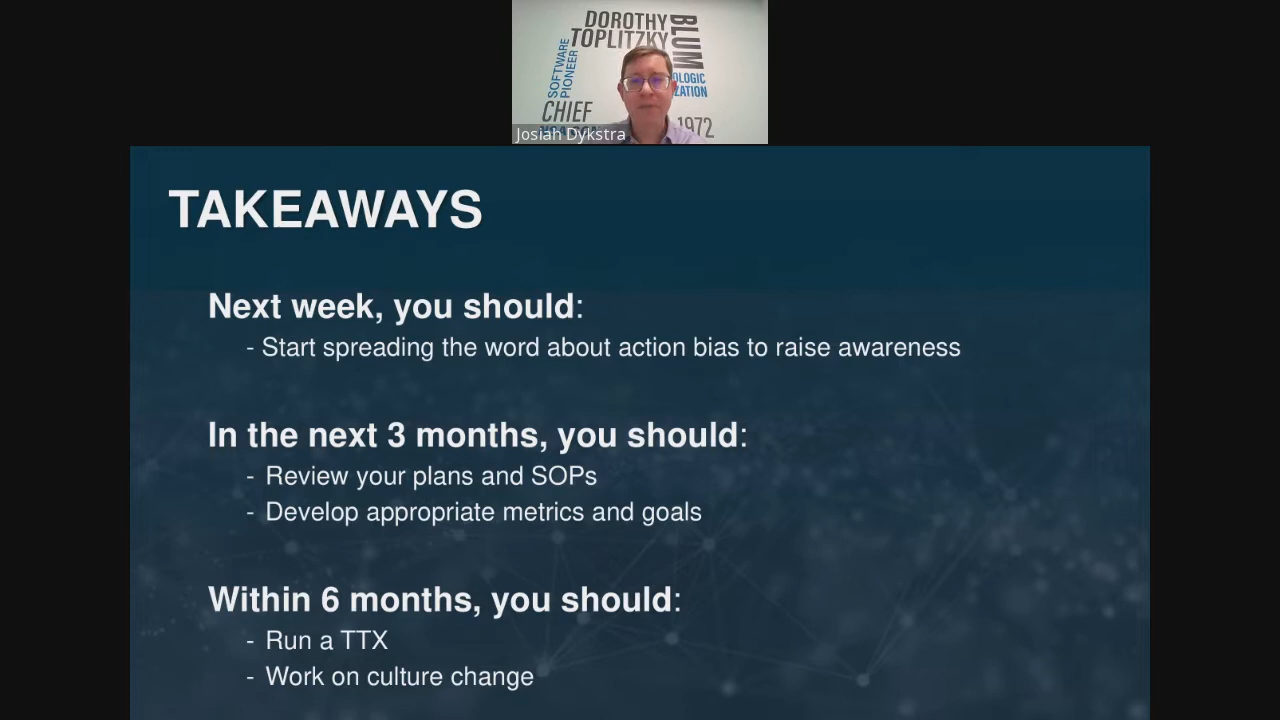 DOROTHY
TOPLITZKY
BLUM
SOFTWARE
PIONEER
CHIEF
1972
Josiah Dykstra
TAKEAWAYS
Next week, you should:
- Start spreading the word about action bias to raise awareness
In the next 3 months, you should:
- Review your plans and SOPs
- Develop appropriate metrics and goals
Within 6 months, you should:
- Run a TTX
- Work on culture change